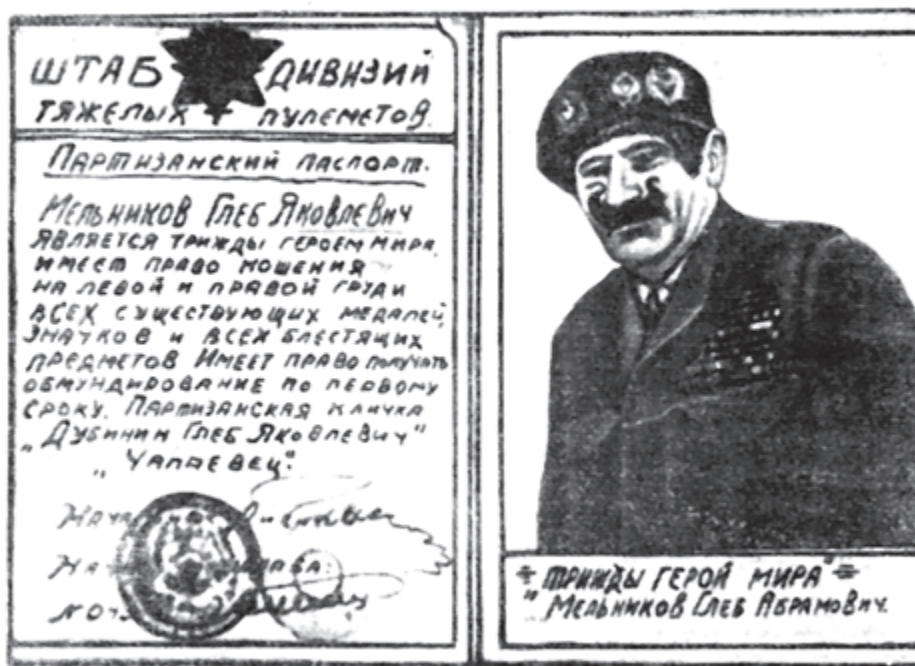 ШТАБ ДИВИЗИЙ
ТЯЖЕЛЫХ ПУЛЕМЕТОВ.
ПАРТИЗАНСКИЙ ПАСПОРТ.
МЕЛЬНИКОВ ГЛЕБ ЯКОВЛЕВИЧ
ЯВЛЯЕТСЯ ТРИЖДЫ ГЕРОЕМ МИРА,
ИМЕЕТ ПРАВО НОШЕНИЯ
НА ЛЕВОЙ И ПРАВОЙ ГРУДИ
ВСЕХ СУЩЕСТВУЮЩИХ МЕДАЛЕЙ,
ЗНАЧКОВ И ВСЕХ БЛЕСТЯЩИХ
ПРЕДМЕТОВ. ИМЕЕТ ПРАВО ПОЛУЧАТЬ
ОБМУНДИРОВАНИЕ ПО ПЕРВОМУ
СРОКУ. ПАРТИЗАНСКАЯ КЛИЧКА
„ДУБИНИН ГЛЕБ ЯКОВЛЕВИЧ"
„ЧАПАЕВЕЦ".
"ТРИЖДЫ ГЕРОЙ МИРА"
"МЕЛЬНИКОВ ГЛЕБ АБРАМОВИЧ.